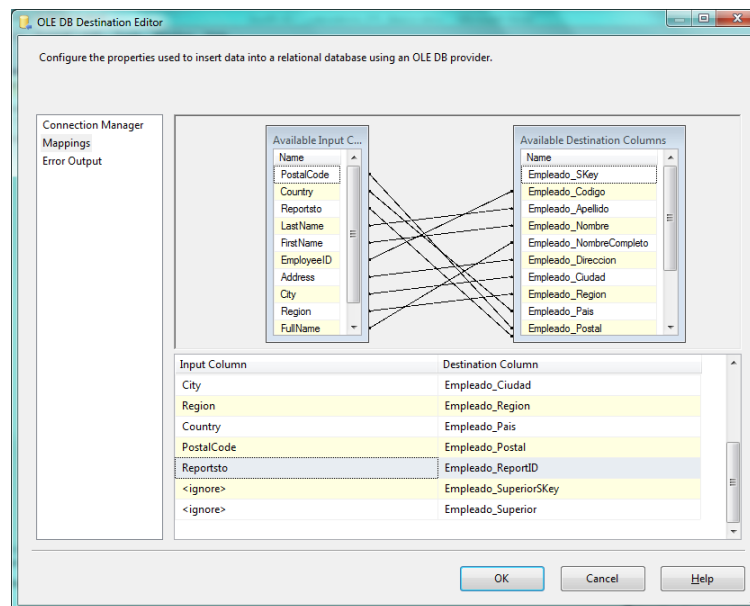 OLE DB Destination Editor
Configure the properties used to insert data into a relational database using an OLE DB provider.
Connection Manager
Mappings
Error Output
Available Input C...
Name
PostalCode
Country
Reportsto
LastName
FirstName
EmployeeID
Address
City
Region
FullName
Available Destination Columns
Name
Empleado_SKey
Empleado_Codigo
Empleado_Apellido
Empleado_Nombre
Empleado_NombreCompleto
Empleado_Direccion
Empleado_Ciudad
Empleado_Region
Empleado_Pais
Empleado_Postal
Input Column Destination Column
City Empleado_Ciudad
Region Empleado_Region
Country Empleado_Pais
PostalCode Empleado_Postal
Reportsto Empleado_ReportID
<ignore> Empleado_SuperiorSKey
<ignore> Empleado_Superior
OK Cancel Help